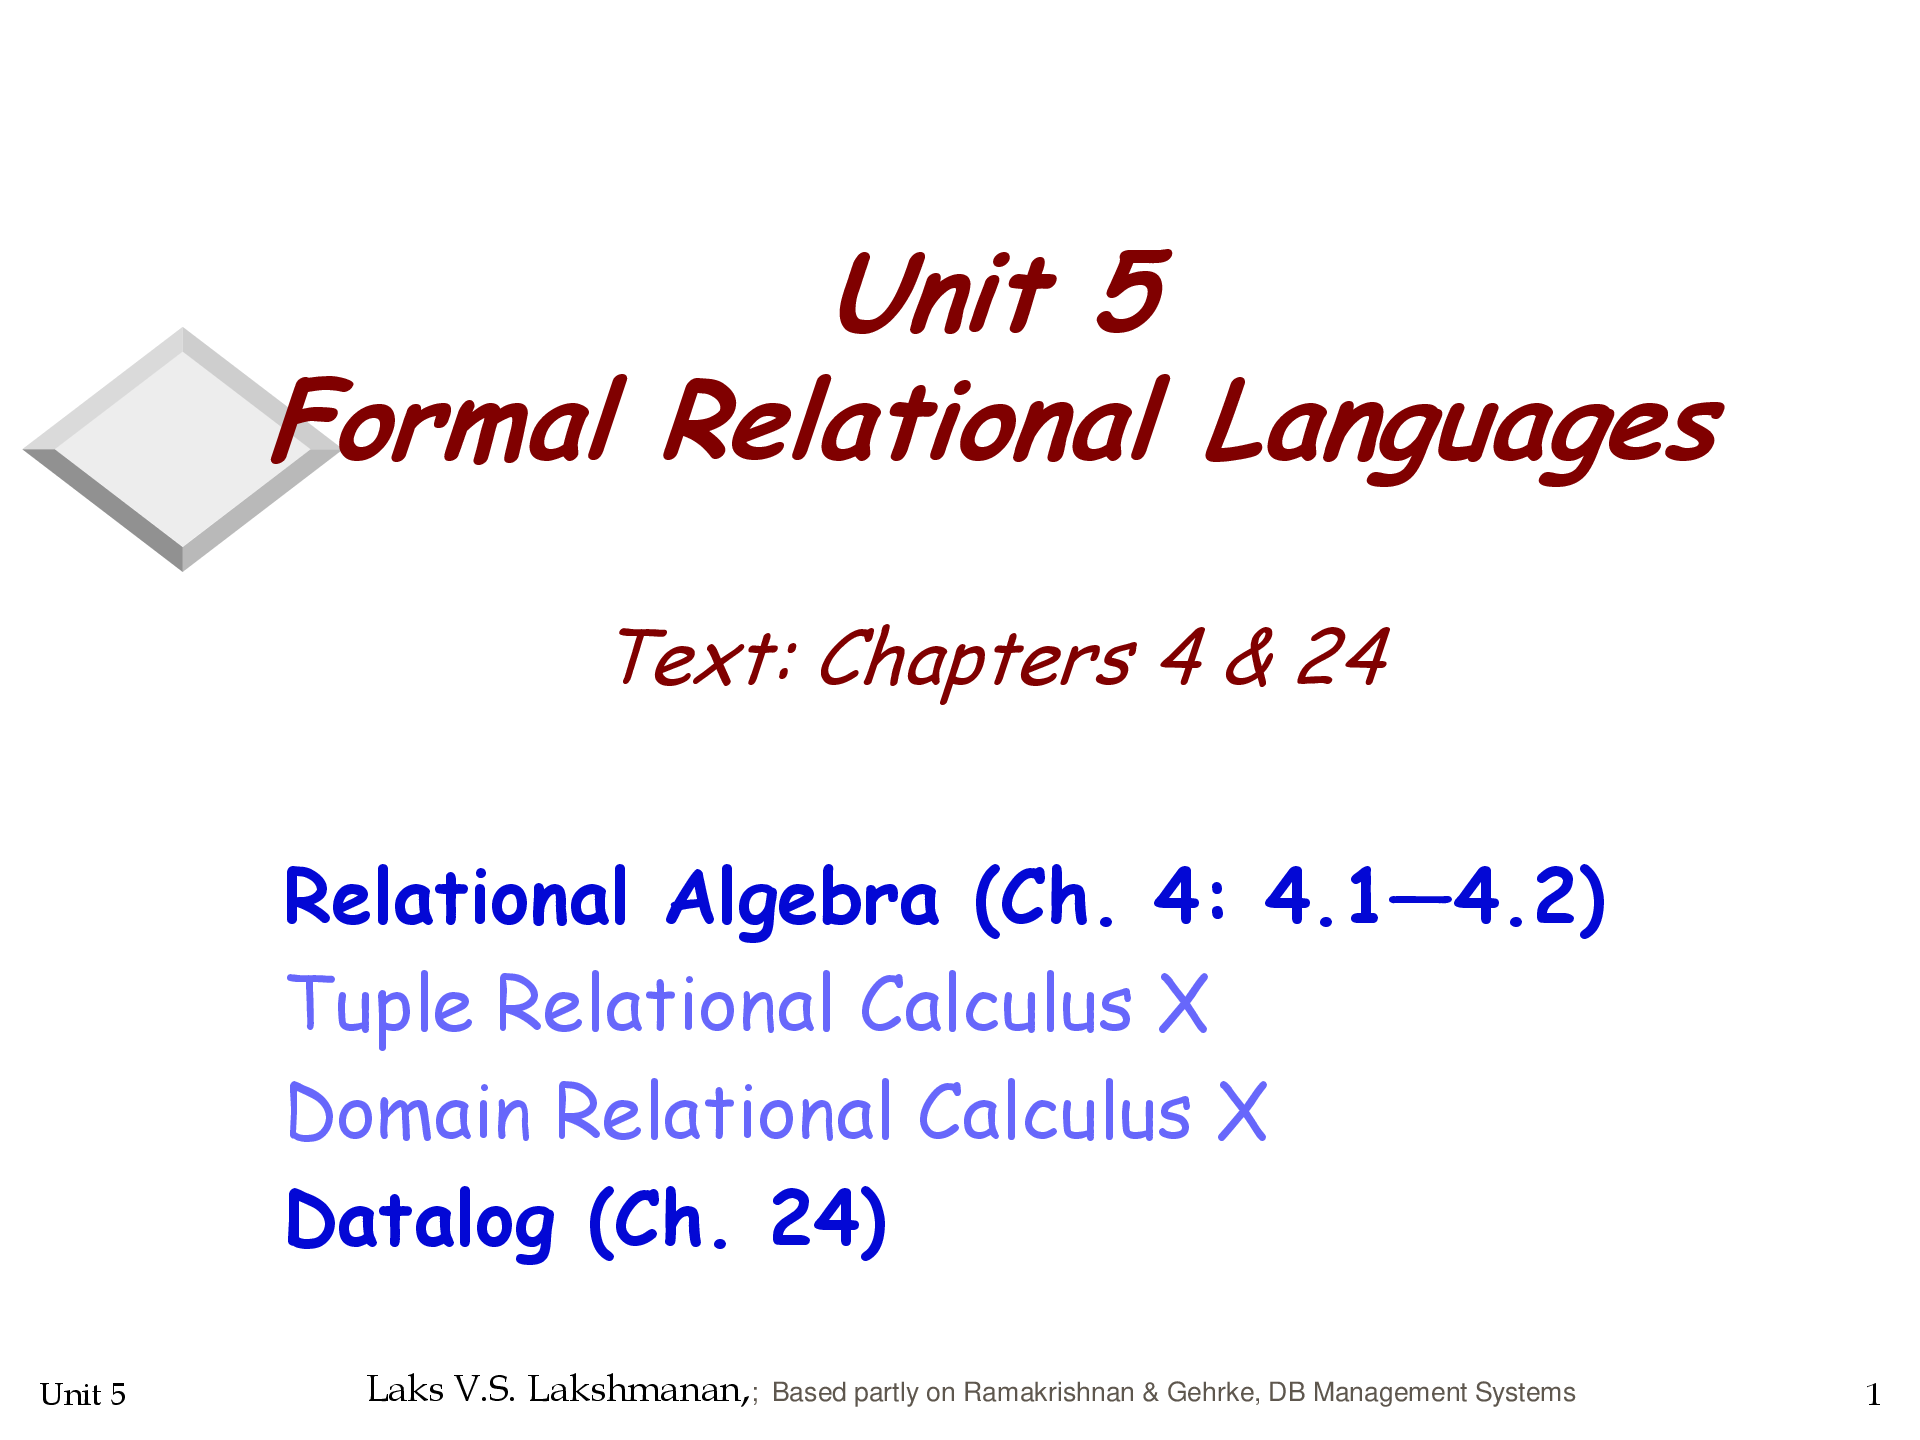 Unit 5
Formal Relational Languages
Text: Chapters 4 & 24
Relational Algebra (Ch. 4: 4.1—4.2)
Tuple Relational Calculus X
Domain Relational Calculus X
Datalog (Ch. 24)
Unit 5
Laks V.S. Lakshmanan,; Based partly on Ramakrishnan & Gehrke, DB Management Systems
1